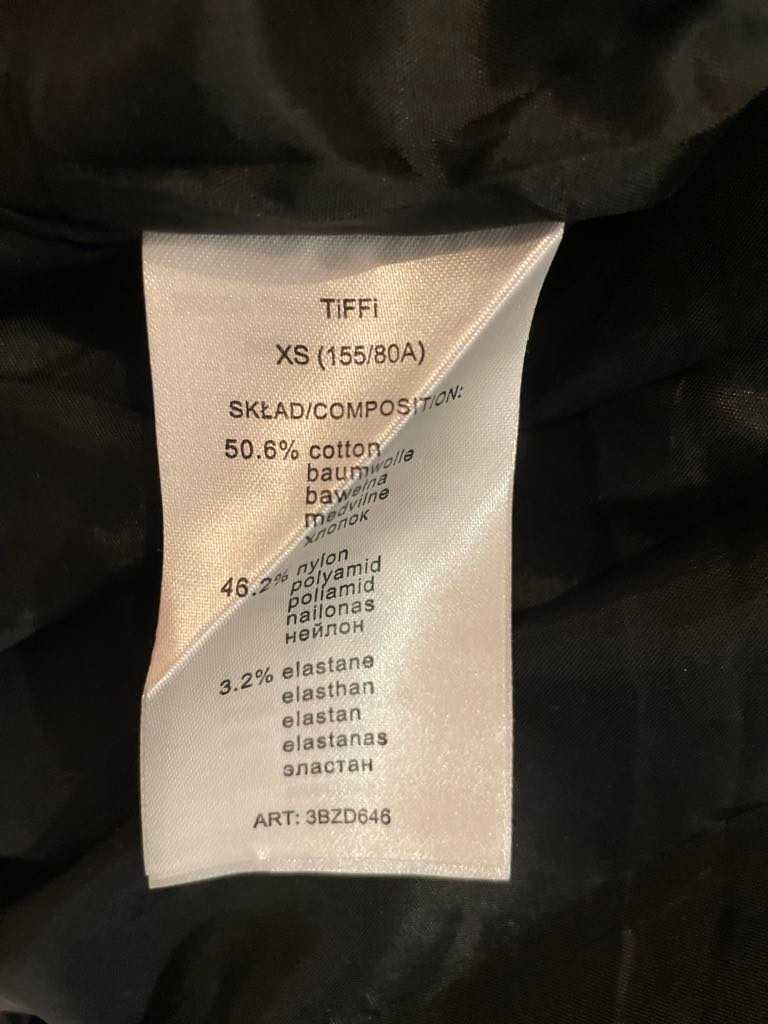 TiFFi
XS (155/80A)
SKŁAD/COMPOSITION:
50.6% cotton
baumwolle
bawełna
medvilne
хлопок
46.2% nylon
polyamid
poliamid
nailonas
нейлон
3.2% elastane
elasthan
elastan
elastanas
эластан
ART: 3BZD646